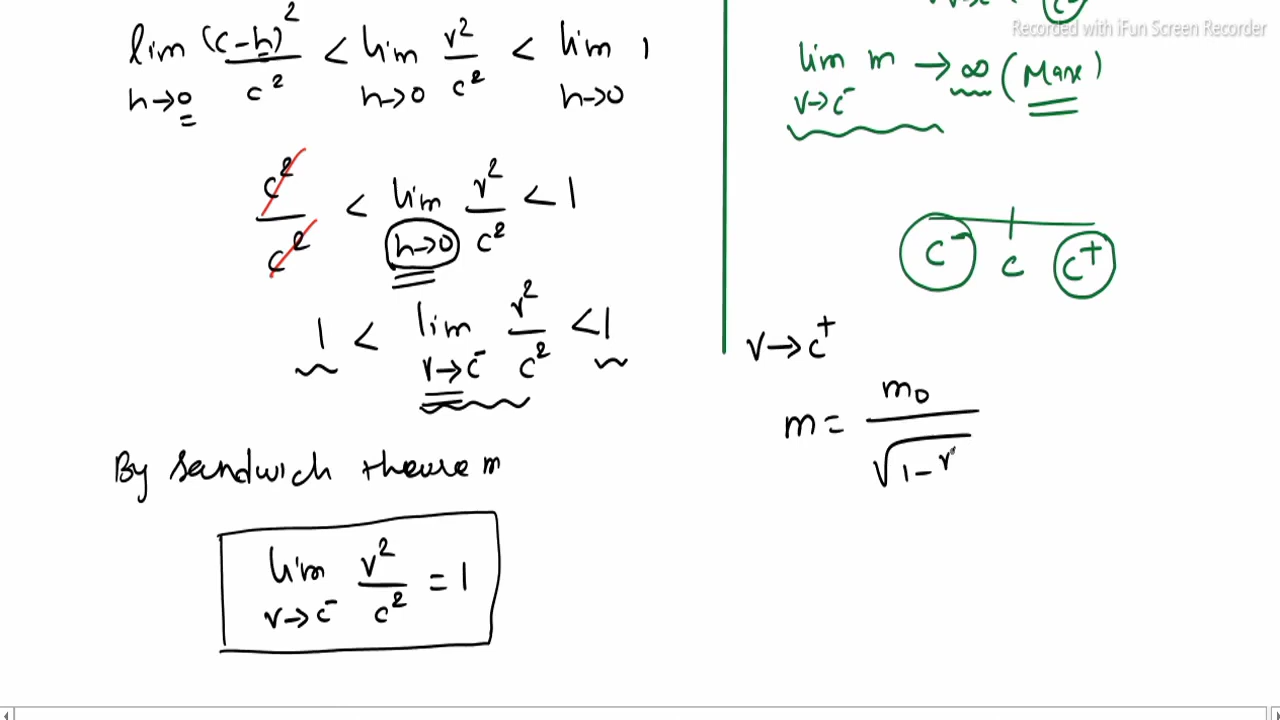 lim (c-h)²/c² < lim v²/c² < lim 1
h→0 h→0 h→0
c²/c² < lim v²/c² < 1
h→0
1 < lim v²/c² < 1
v→c⁻
By Sandwich theorem
lim v²/c² = 1
v→c⁻
Recorded with iFun Screen Recorder
lim m → ∞ (Max)
v→c⁻
c⁻ c c⁺
v→c⁺
m = m₀/√1-v